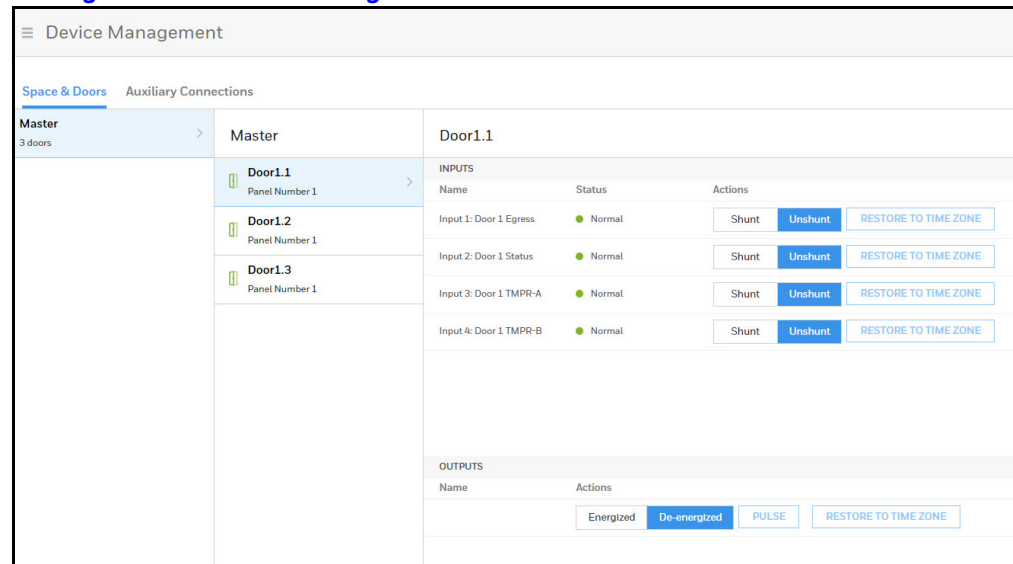 Device Management
Space & Doors Auxiliary Connections
Master
3 doors
Master
Door1.1
Panel Number 1
Door1.2
Panel Number 1
Door1.3
Panel Number 1
Door1.1
INPUTS
Name Status Actions
Input 1: Door 1 Egress Normal Shunt Unshunt RESTORE TO TIME ZONE
Input 2: Door 1 Status Normal Shunt Unshunt RESTORE TO TIME ZONE
Input 3: Door 1 TMPR-A Normal Shunt Unshunt RESTORE TO TIME ZONE
Input 4: Door 1 TMPR-B Normal Shunt Unshunt RESTORE TO TIME ZONE
OUTPUTS
Name Actions
Energized De-energized PULSE RESTORE TO TIME ZONE